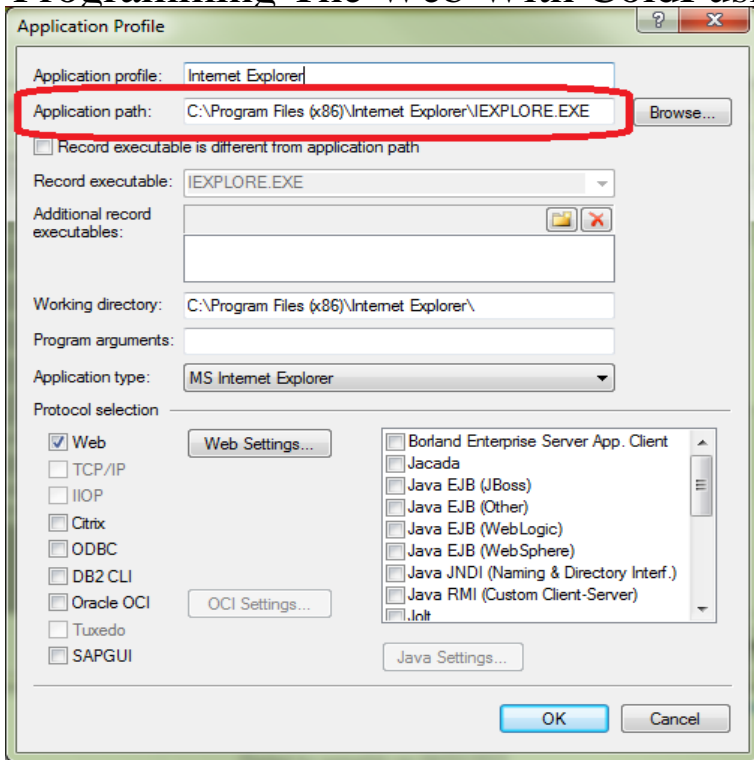 Programming The Web With ColdFusi
Application Profile
Application profile: Internet Explorer
Application path: C:\Program Files (x86)\Internet Explorer\IEXPLORE.EXE Browse...
Record executable is different from application path
Record executable: IEXPLORE.EXE
Additional record
executables:
Working directory: C:\Program Files (x86)\Internet Explorer\
Program arguments:
Application type: MS Internet Explorer
Protocol selection
Web Web Settings... Borland Enterprise Server App. Client
TCP/IP Jacada
IIOP Java EJB (JBoss)
Citrix Java EJB (Other)
ODBC Java EJB (WebLogic)
DB2 CLI Java EJB (WebSphere)
Oracle OCI OCI Settings... Java JNDI (Naming & Directory Interf.)
Tuxedo Java RMI (Custom Client-Server)
SAPGUI Jolt
Java Settings...
OK Cancel